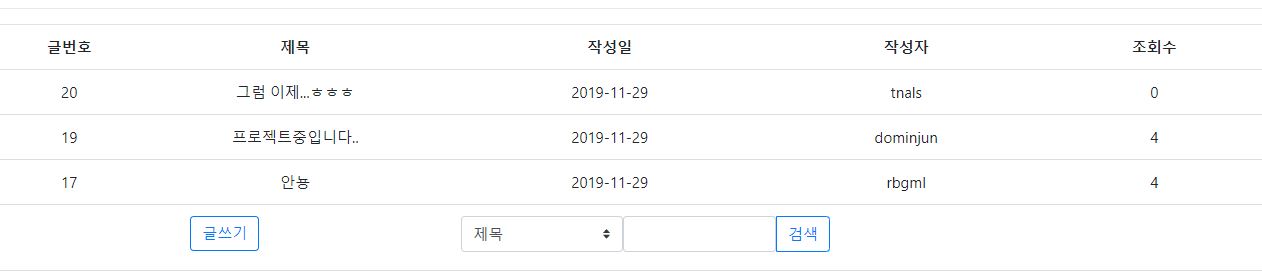 글번호 제목 작성일 작성자 조회수
20 그럼 이제...ㅎㅎㅎ 2019-11-29 tnals 0
19 프로젝트중입니다.. 2019-11-29 dominjun 4
17 안뇽 2019-11-29 rbgml 4
글쓰기 제목 검색